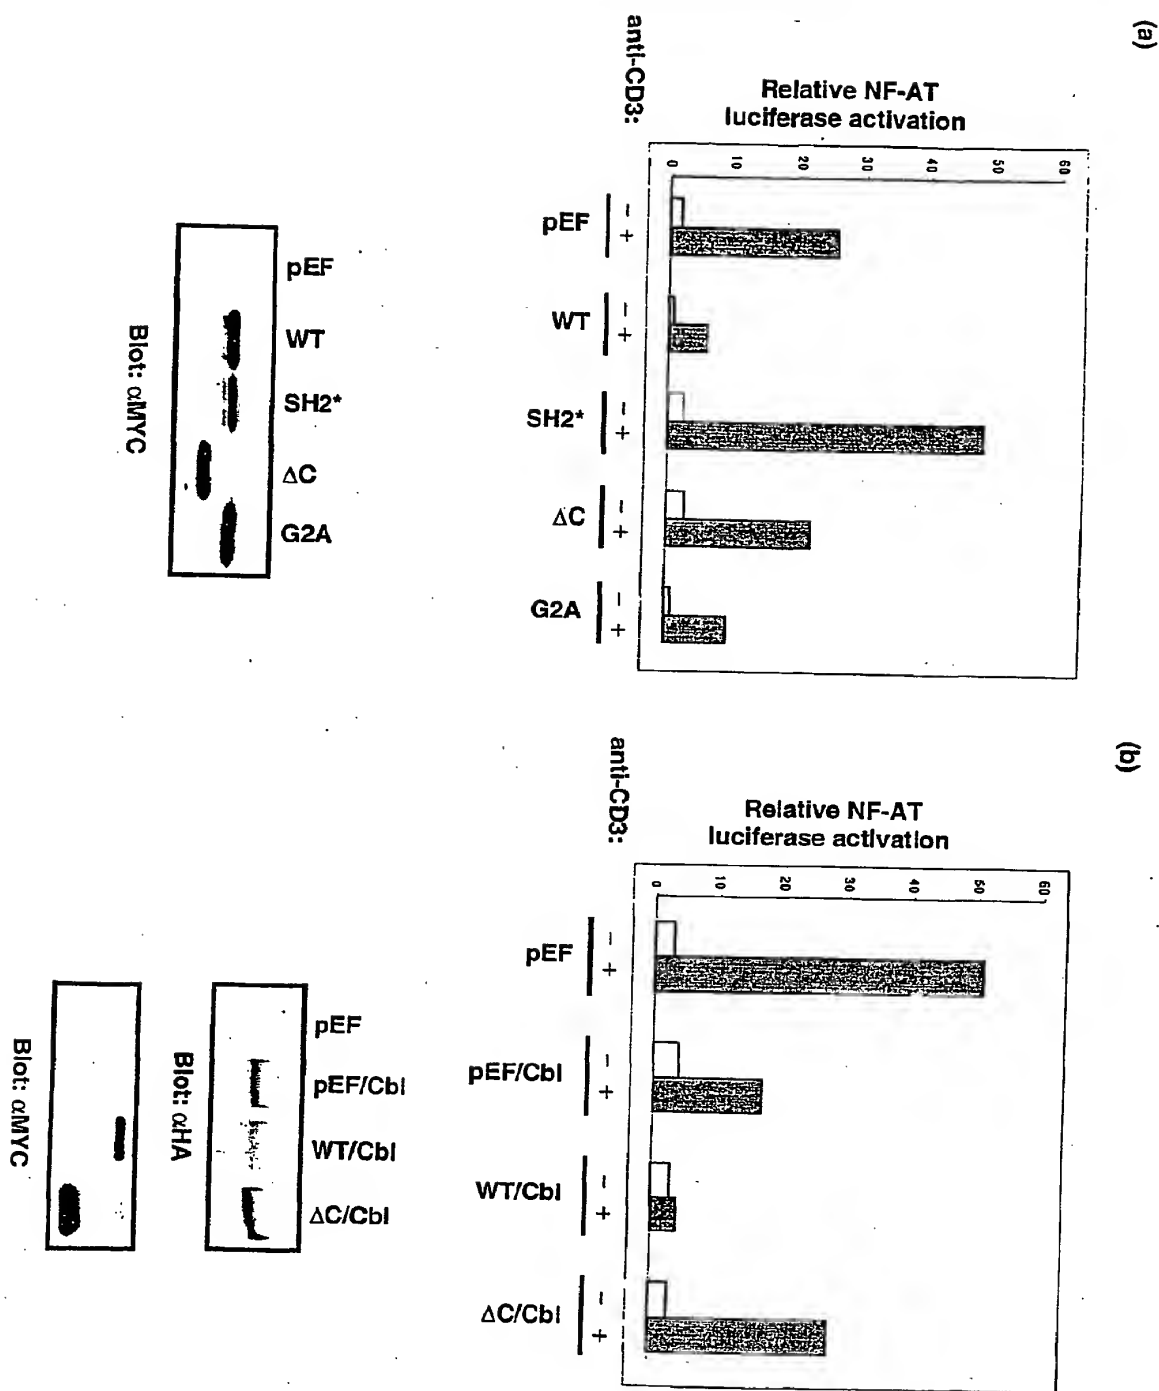 (a)
Relative NF-AT
luciferase activation
0 10 20 30 40 50 60
anti-CD3:
- + - + - + - + - +
pEF WT SH2* ΔC G2A
pEF WT SH2* ΔC G2A
Blot: αMYC
(b)
Relative NF-AT
luciferase activation
0 10 20 30 40 50 60
anti-CD3:
- + - + - + - +
pEF pEF/Cbl WT/Cbl ΔC/Cbl
pEF pEF/Cbl WT/Cbl ΔC/Cbl
Blot: αHA
Blot: αMYC